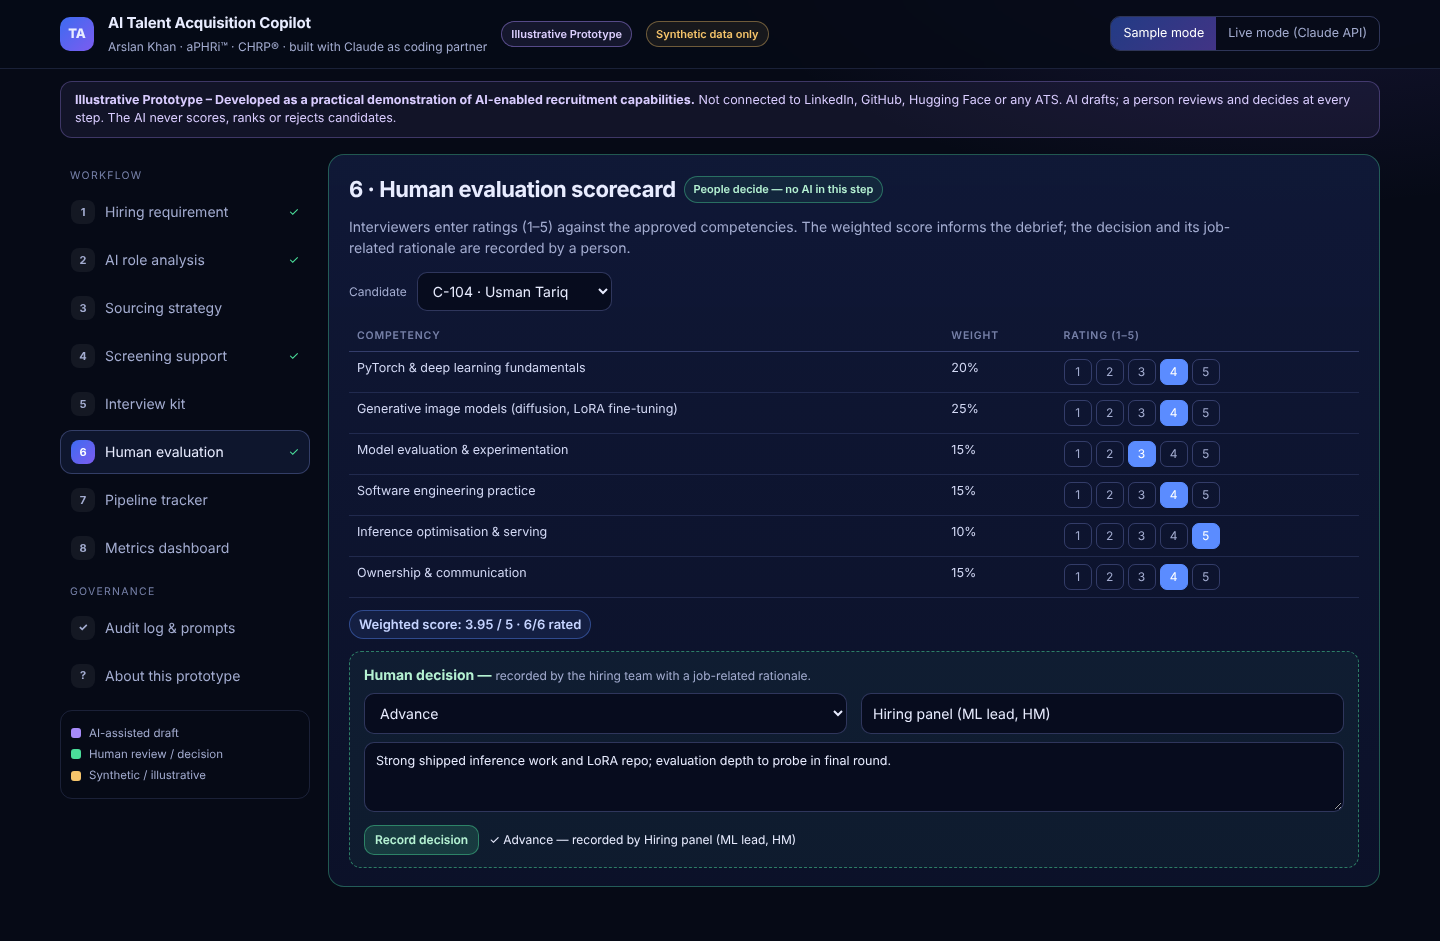 TA
AI Talent Acquisition Copilot
Arslan Khan · aPHRi™ · CHRP® · built with Claude as coding partner
Illustrative Prototype
Synthetic data only
Sample mode
Live mode (Claude API)
Illustrative Prototype – Developed as a practical demonstration of AI-enabled recruitment capabilities. Not connected to LinkedIn, GitHub, Hugging Face or any ATS. AI drafts; a person reviews and decides at every
step. The AI never scores, ranks or rejects candidates.
WORKFLOW
1 Hiring requirement ✓
2 AI role analysis ✓
3 Sourcing strategy
4 Screening support ✓
5 Interview kit
6 Human evaluation ✓
7 Pipeline tracker
8 Metrics dashboard
GOVERNANCE
✓ Audit log & prompts
? About this prototype
AI-assisted draft
Human review / decision
Synthetic / illustrative
6 · Human evaluation scorecard
People decide — no AI in this step
Interviewers enter ratings (1–5) against the approved competencies. The weighted score informs the debrief; the decision and its job-
related rationale are recorded by a person.
Candidate C-104 · Usman Tariq
COMPETENCY WEIGHT RATING (1–5)
PyTorch & deep learning fundamentals 20% 1 2 3 4 5
Generative image models (diffusion, LoRA fine-tuning) 25% 1 2 3 4 5
Model evaluation & experimentation 15% 1 2 3 4 5
Software engineering practice 15% 1 2 3 4 5
Inference optimisation & serving 10% 1 2 3 4 5
Ownership & communication 15% 1 2 3 4 5
Weighted score: 3.95 / 5 · 6/6 rated
Human decision — recorded by the hiring team with a job-related rationale.
Advance
Hiring panel (ML lead, HM)
Strong shipped inference work and LoRA repo; evaluation depth to probe in final round.
Record decision
✓ Advance — recorded by Hiring panel (ML lead, HM)